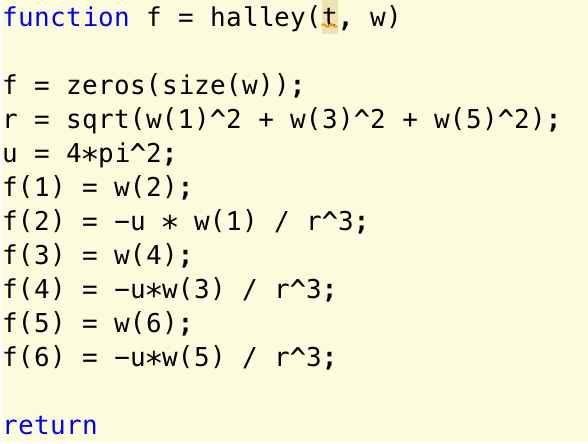 function f = halley(t, w)
f = zeros(size(w));
r = sqrt(w(1)^2 + w(3)^2 + w(5)^2);
u = 4*pi^2;
f(1) = w(2);
f(2) = -u * w(1) / r^3;
f(3) = w(4);
f(4) = -u*w(3) / r^3;
f(5) = w(6);
f(6) = -u*w(5) / r^3;
return